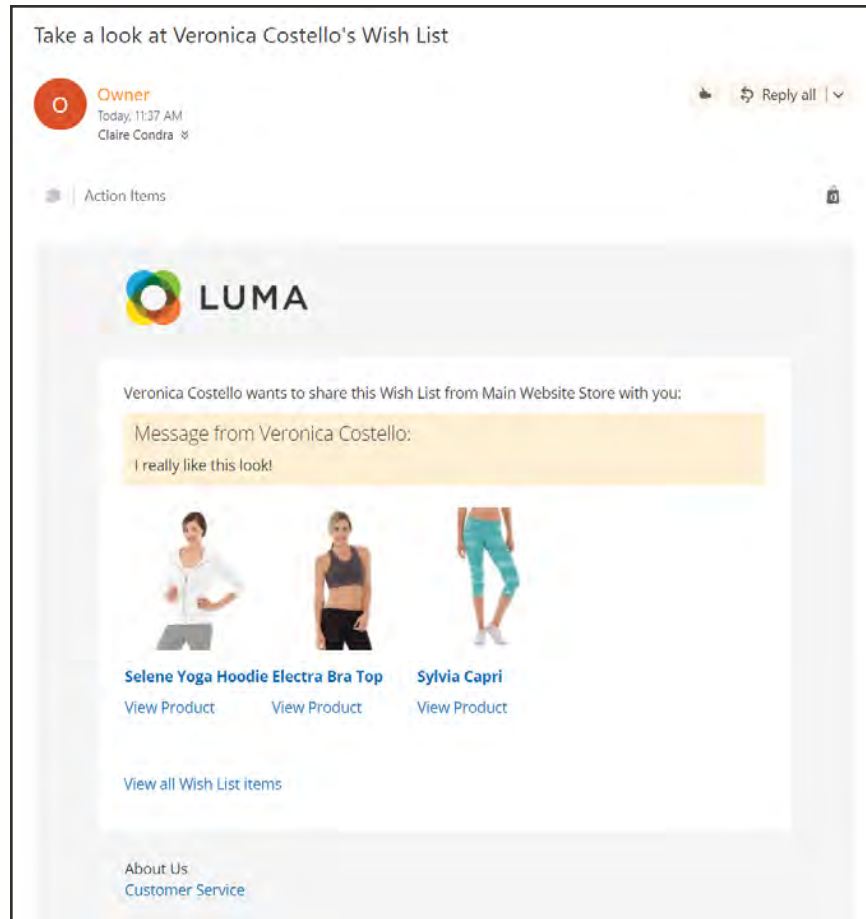 Take a look at Veronica Costello's Wish List
O
Owner
Today, 11:37 AM
Claire Condra
Reply all
Action Items
LUMA
Veronica Costello wants to share this Wish List from Main Website Store with you:
Message from Veronica Costello:
I really like this look!
Selene Yoga Hoodie Electra Bra Top Sylvia Capri
View Product View Product View Product
View all Wish List items
About Us
Customer Service